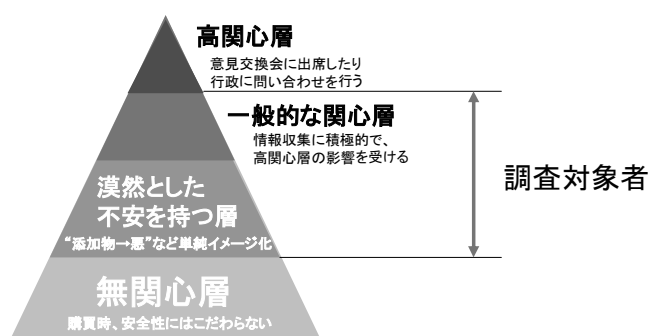 高関心層
意見交換会に出席したり
行政に問い合わせを行う
一般的な関心層
情報収集に積極的で、
高関心層の影響を受ける
調査対象者
漠然とした
不安を持つ層
“添加物→悪”など単純イメージ化
無関心層
購買時、安全性にはこだわらない